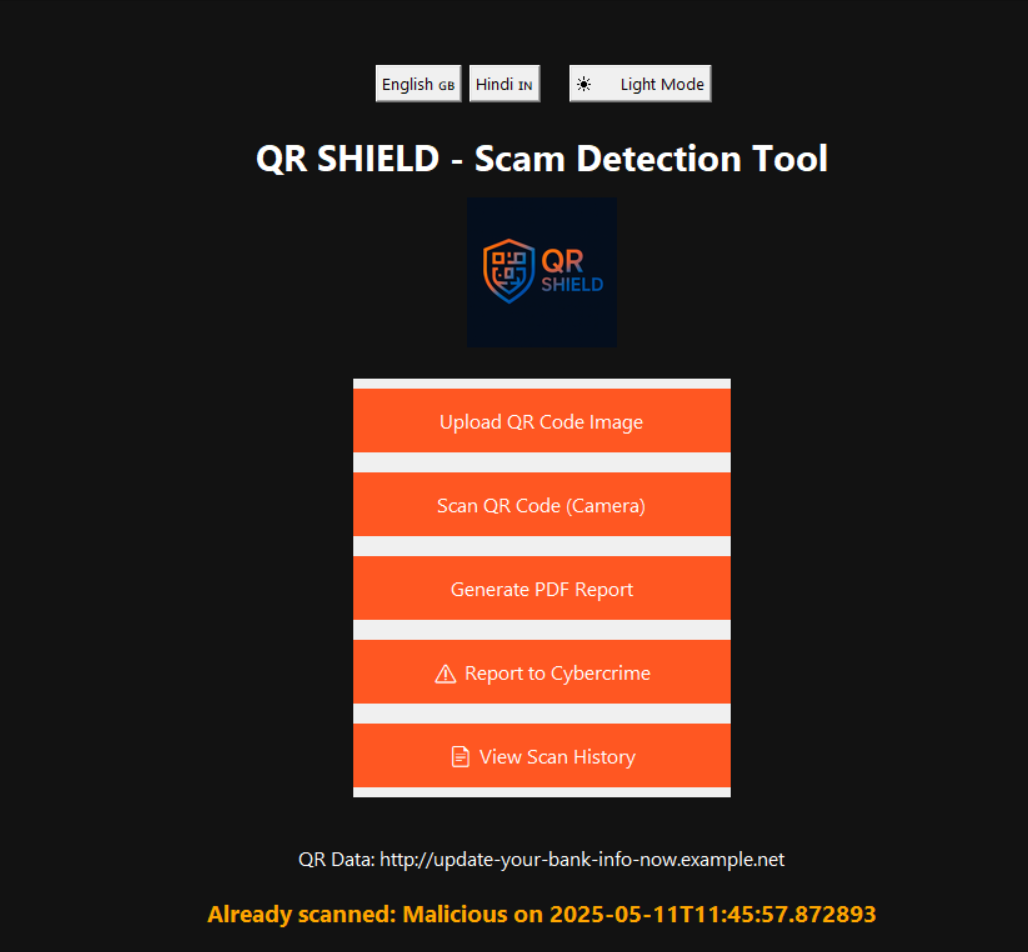 English GB Hindi IN ☀ Light Mode
QR SHIELD - Scam Detection Tool
QR
SHIELD
Upload QR Code Image
Scan QR Code (Camera)
Generate PDF Report
⚠ Report to Cybercrime
View Scan History
QR Data: http://update-your-bank-info-now.example.net
Already scanned: Malicious on 2025-05-11T11:45:57.872893